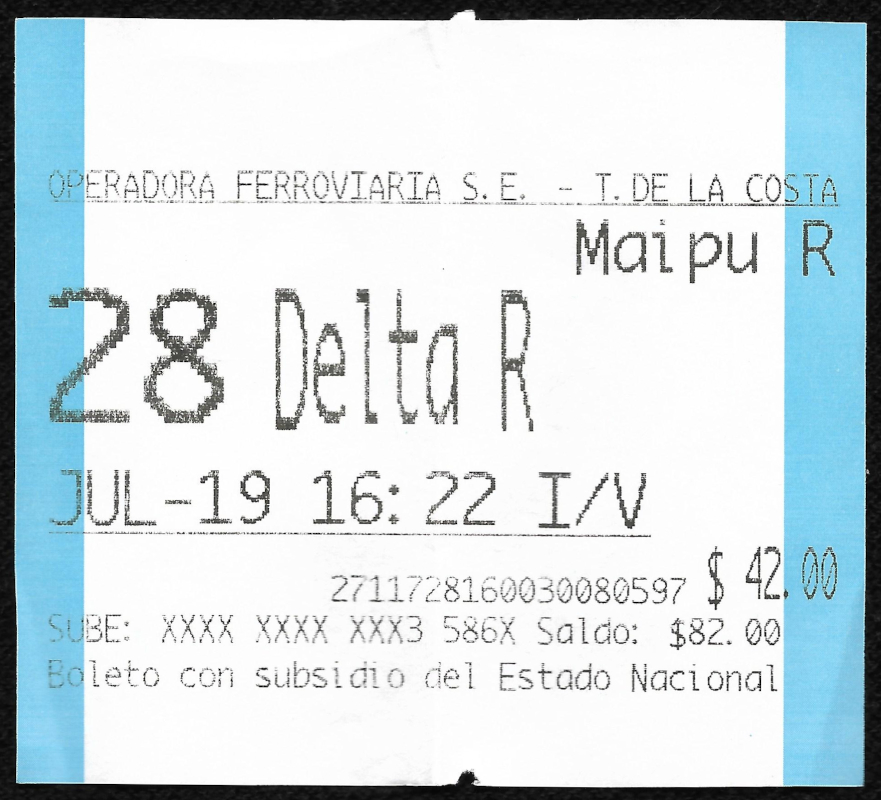 OPERADORA FERROVIARIA S.E. - T.DE LA COSTA
Maipu R
28 Delta R
JUL-19 16:22 I/V
2711728160030080597 $ 42.00
SUBE: XXXX XXXX XXX3 586X Saldo: $82.00
Boleto con subsidio del Estado Nacional